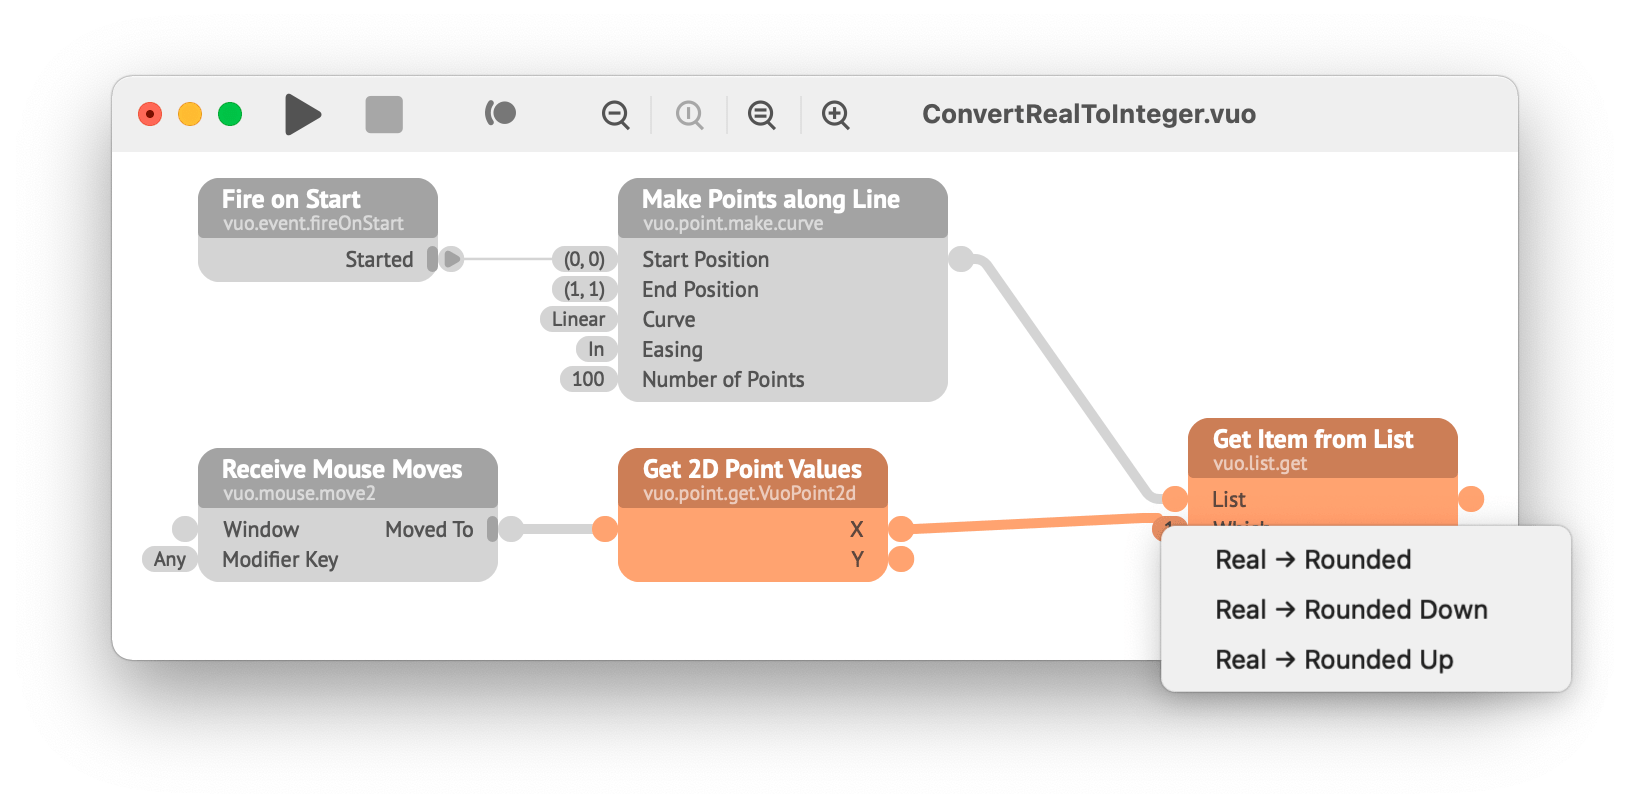 ConvertRealToInteger.vuo
Fire on Start
vuo.event.fireOnStart
Started
Make Points along Line
vuo.point.make.curve
(0, 0) Start Position
(1, 1) End Position
Linear Curve
In Easing
100 Number of Points
Receive Mouse Moves
vuo.mouse.move2
Window Moved To
Any Modifier Key
Get 2D Point Values
vuo.point.get.VuoPoint2d
X
Y
Get Item from List
vuo.list.get
List
1 Which
Real → Rounded
Real → Rounded Down
Real → Rounded Up